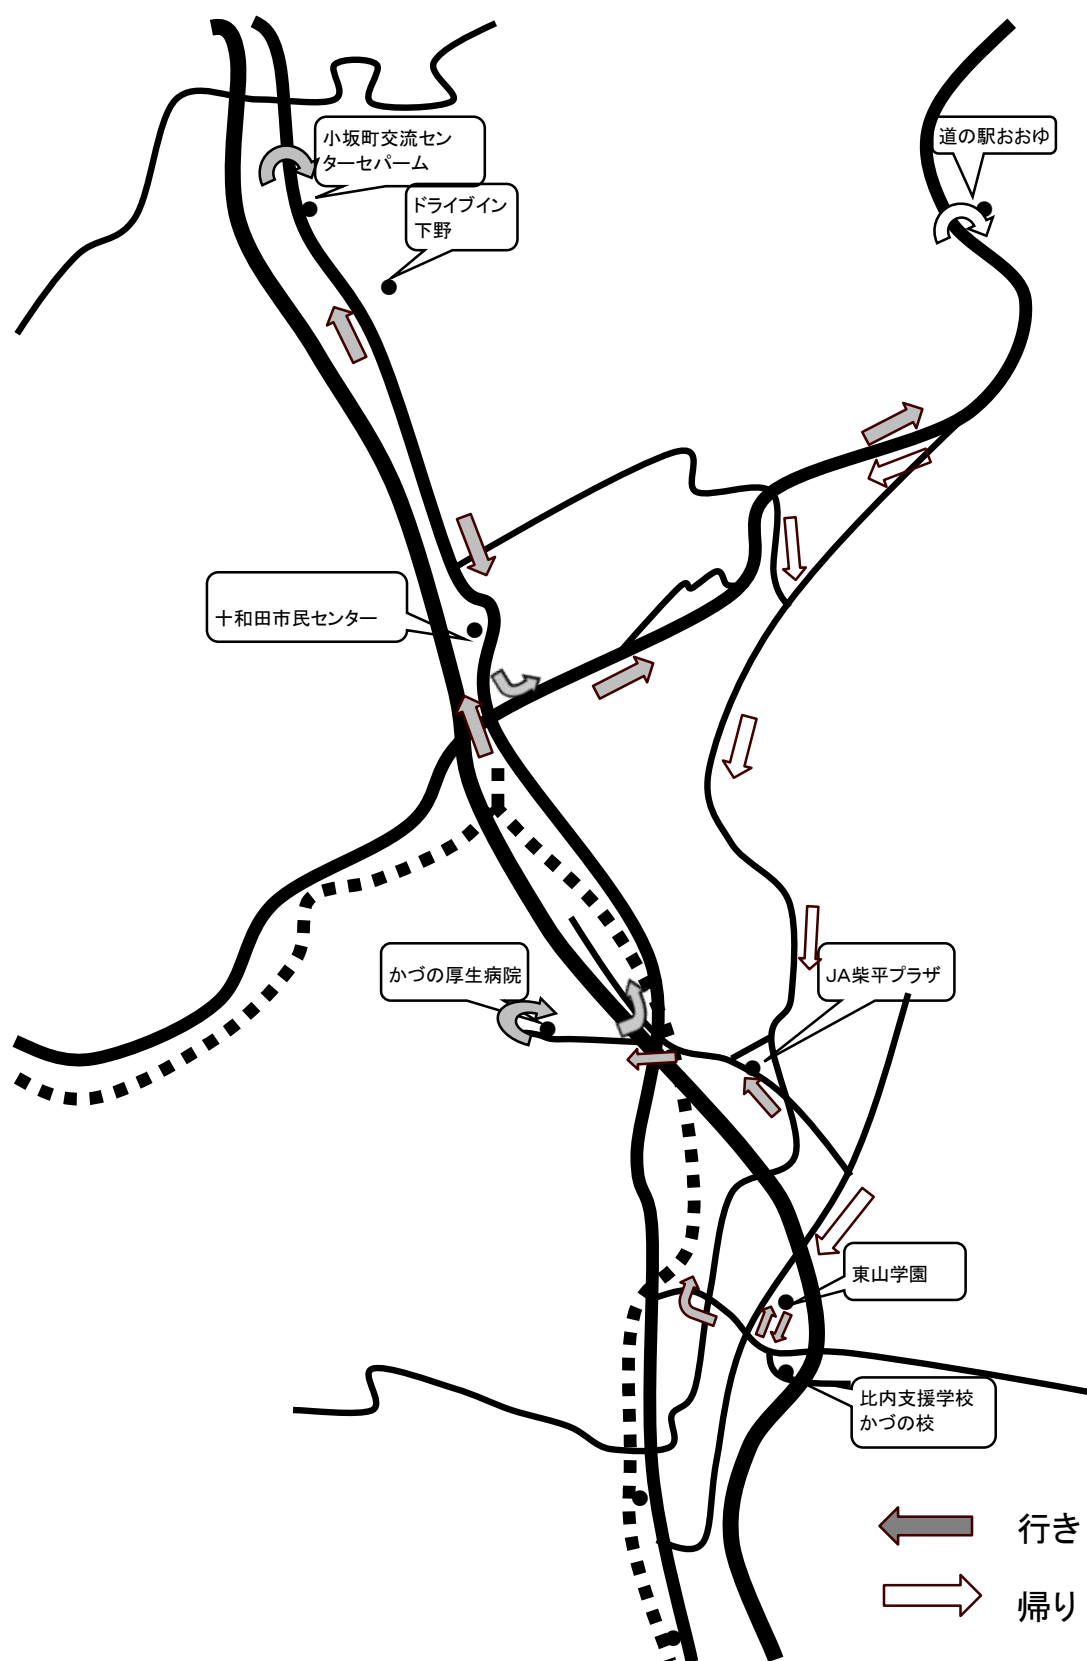 小坂町交流セン
ターセパーム
道の駅おおゆ
ドライブイン
下野
十和田市民センター
かづの厚生病院
JA柴平プラザ
東山学園
比内支援学校
かづの校
行き
帰り